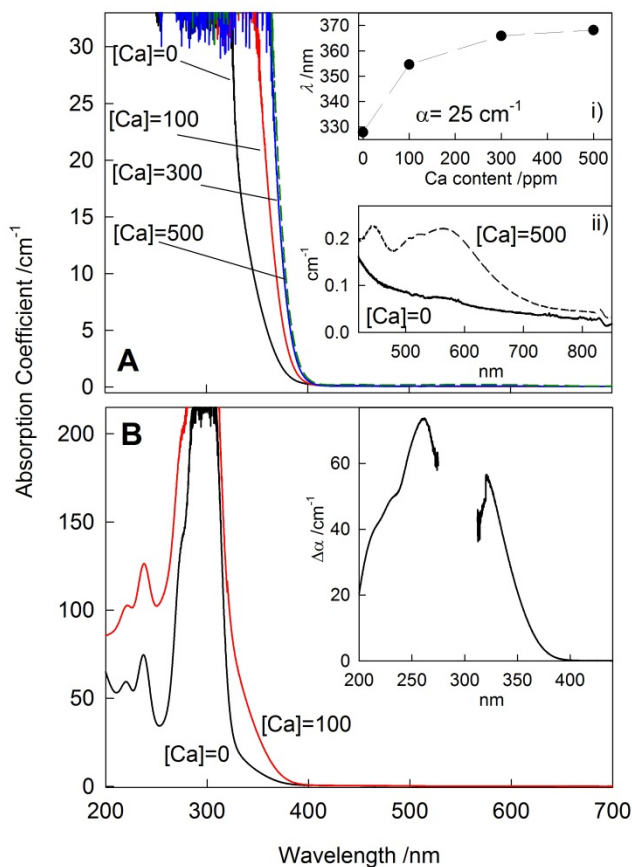 Absorption Coefficient /cm⁻¹
30
25
20
15
10
5
0
[Ca]=0
[Ca]=100
[Ca]=300
[Ca]=500
A
λ /nm
370
360
350
340
330
i)
α= 25 cm⁻¹
0 100 200 300 400 500
Ca content /ppm
cm⁻¹
0.2
0.1
0.0
ii)
[Ca]=500
[Ca]=0
500 600 700 800
nm
B
200
150
100
50
0
[Ca]=100
[Ca]=0
Δα /cm⁻¹
60
40
20
0
200 250 300 350 400
nm
200 300 400 500 600 700
Wavelength /nm